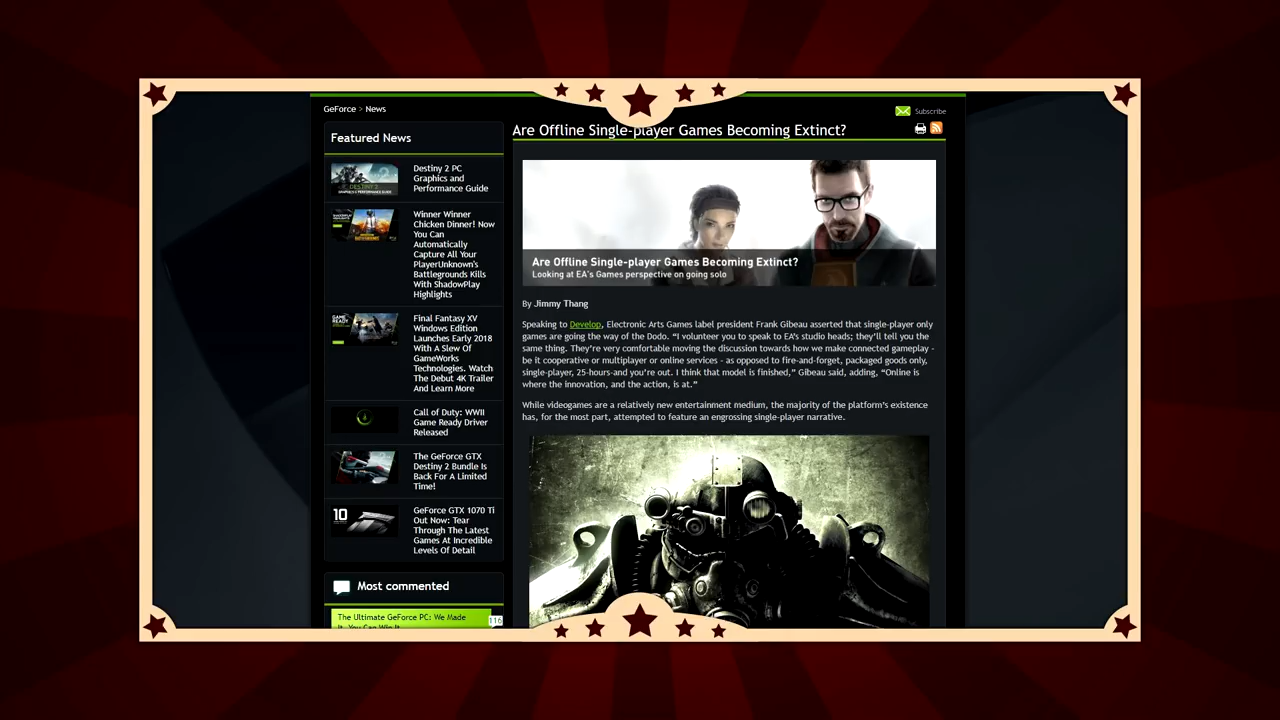 GeForce > News
Subscribe
Featured News
Destiny 2 PC
Graphics and
Performance Guide
Winner Winner
Chicken Dinner! Now
You Can
Automatically
Capture All Your
PlayerUnknown's
Battlegrounds Kills
With ShadowPlay
Highlights
Final Fantasy XV
Windows Edition
Launches Early 2018
With A Slew Of
GameWorks
Technologies. Watch
The Debut 4K Trailer
And Learn More
Call of Duty: WWII
Game Ready Driver
Released
The GeForce GTX
Destiny 2 Bundle Is
Back For A Limited
Time!
10
GeForce GTX 1070 Ti
Out Now: Tear
Through The Latest
Games At Incredible
Levels Of Detail
Most commented
The Ultimate GeForce PC: We Made
It, You Can Win It
116
Are Offline Single-player Games Becoming Extinct?
Are Offline Single-player Games Becoming Extinct?
Looking at EA's Games perspective on going solo
By Jimmy Thang
Speaking to Develop, Electronic Arts Games label president Frank Gibeau asserted that single-player only
games are going the way of the Dodo. “I volunteer you to speak to EA's studio heads; they'll tell you the
same thing. They're very comfortable moving the discussion towards how we make connected gameplay -
be it cooperative or multiplayer or online services - as opposed to fire-and-forget, packaged goods only,
single-player, 25-hours-and you're out. I think that model is finished,” Gibeau said, adding, “Online is
where the innovation, and the action, is at.”
While videogames are a relatively new entertainment medium, the majority of the platform's existence
has, for the most part, attempted to feature an engrossing single-player narrative.